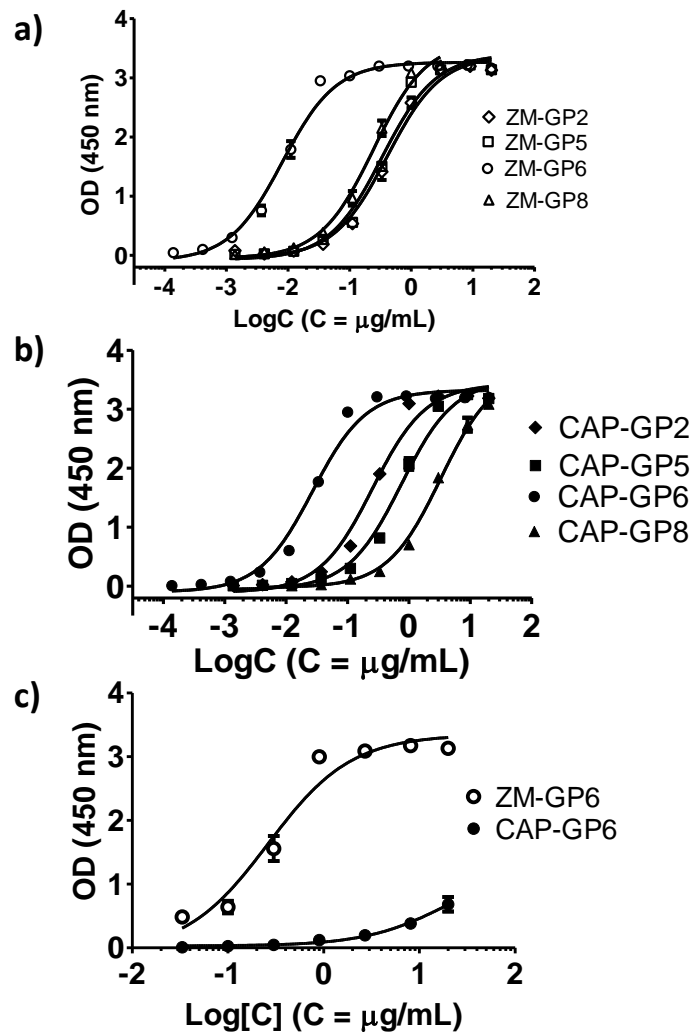 a)
OD (450 nm)
4
3
2
1
0
-4 -3 -2 -1 0 1 2
LogC (C = μg/mL)
ZM-GP2
ZM-GP5
ZM-GP6
ZM-GP8
b)
OD (450 nm)
4
3
2
1
0
-4 -3 -2 -1 0 1 2
LogC (C = μg/mL)
CAP-GP2
CAP-GP5
CAP-GP6
CAP-GP8
c)
OD (450 nm)
4
3
2
1
0
-2 -1 0 1 2
Log[C] (C = μg/mL)
ZM-GP6
CAP-GP6